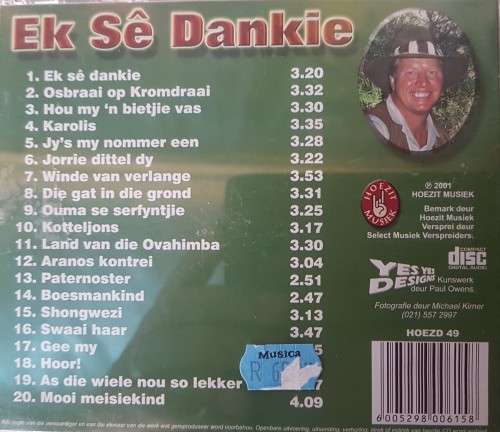 Ek Sê Dankie
1. Ek sê dankie 3.20
2. Osbraai op Kromdraai 3.32
3. Hou my 'n bietjie vas 3.30
4. Karolis 3.35
5. Jy's my nommer een 3.28
6. Jorrie dittel dy 3.22
7. Winde van verlange 3.53
8. Die gat in die grond 3.31
9. Ouma se serfyntjie 3.25
10. Kotteljons 3.17
11. Land van die Ovahimba 3.30
12. Aranos kontrei 3.04
13. Paternoster 2.51
14. Boesmankind 2.47
15. Shongwezi 3.13
16. Swaai haar 3.47
17. Gee my 5
18. Hoor!
19. As die wiele nou so lekker 7
20. Mooi meisiekind 4.09
Musica
R
HOEZIT
MUSIEK
℗ 2001
HOEZIT MUSIEK
Bemark deur
Hoezit Musiek
Versprei deur
Select Musiek Verspreiders.
YES YES
DESIGNS
Kunswerk
deur Paul Owens.
COMPACT
disc
DIGITAL AUDIO
Fotografie deur Michael Kirner
(021) 557 2997
HOEZD 49
6 005298 006158